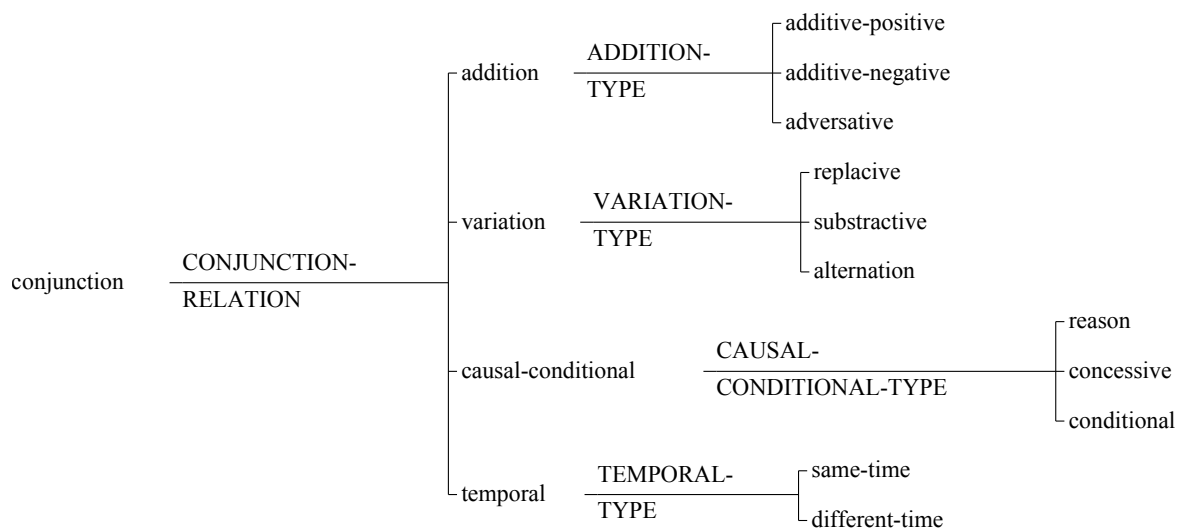 additive-positive
ADDITION-
addition
additive-negative
TYPE
adversative
replacive
VARIATION-
variation
substractive
TYPE
alternation
CONJUNCTION-
conjunction
RELATION
reason
CAUSAL-
causal-conditional
concessive
CONDITIONAL-TYPE
conditional
same-time
TEMPORAL-
temporal
TYPE
different-time